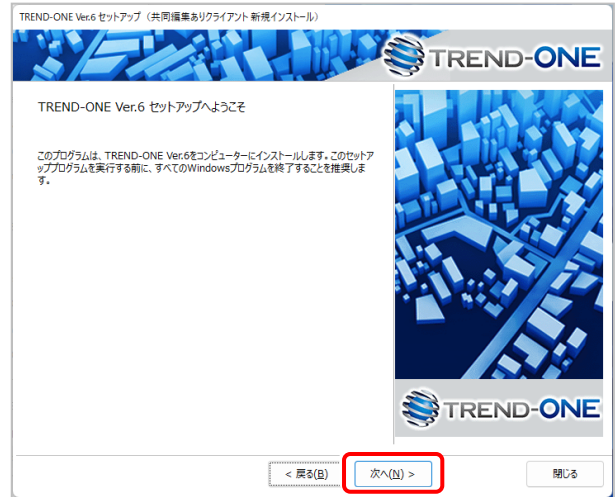 TREND-ONE Ver.6 セットアップ（共同編集ありクライアント 新規インストール）
TREND-ONE
TREND-ONE Ver.6 セットアップへようこそ
このプログラムは、TREND-ONE Ver.6をコンピューターにインストールします。このセットア
ッププログラムを実行する前に、すべてのWindowsプログラムを終了することを推奨しま
す。
TREND-ONE
< 戻る(B)
次へ(N) >
閉じる